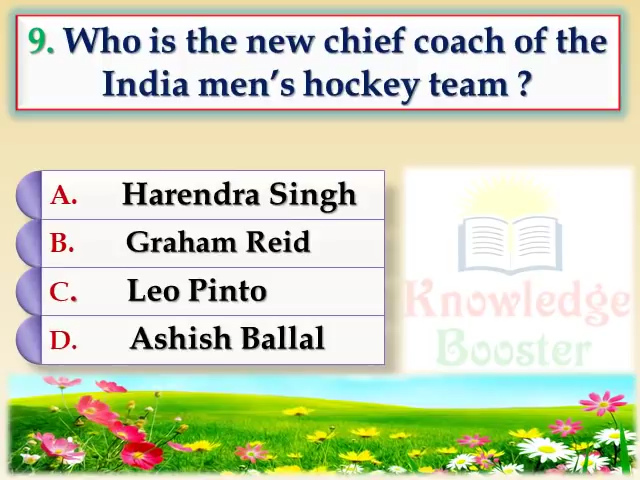 9. Who is the new chief coach of the
India men's hockey team ?
A. Harendra Singh
B. Graham Reid
C. Leo Pinto
D. Ashish Ballal
Knowledge
Booster